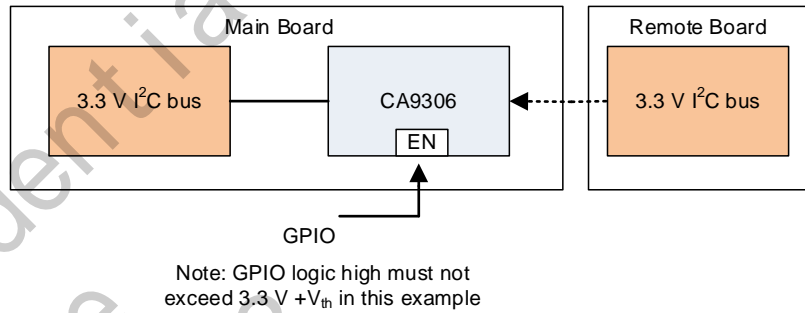 Main Board
Remote Board
3.3 V I²C bus
CA9306
3.3 V I²C bus
EN
GPIO
Note: GPIO logic high must not
exceed 3.3 V +Vth in this example